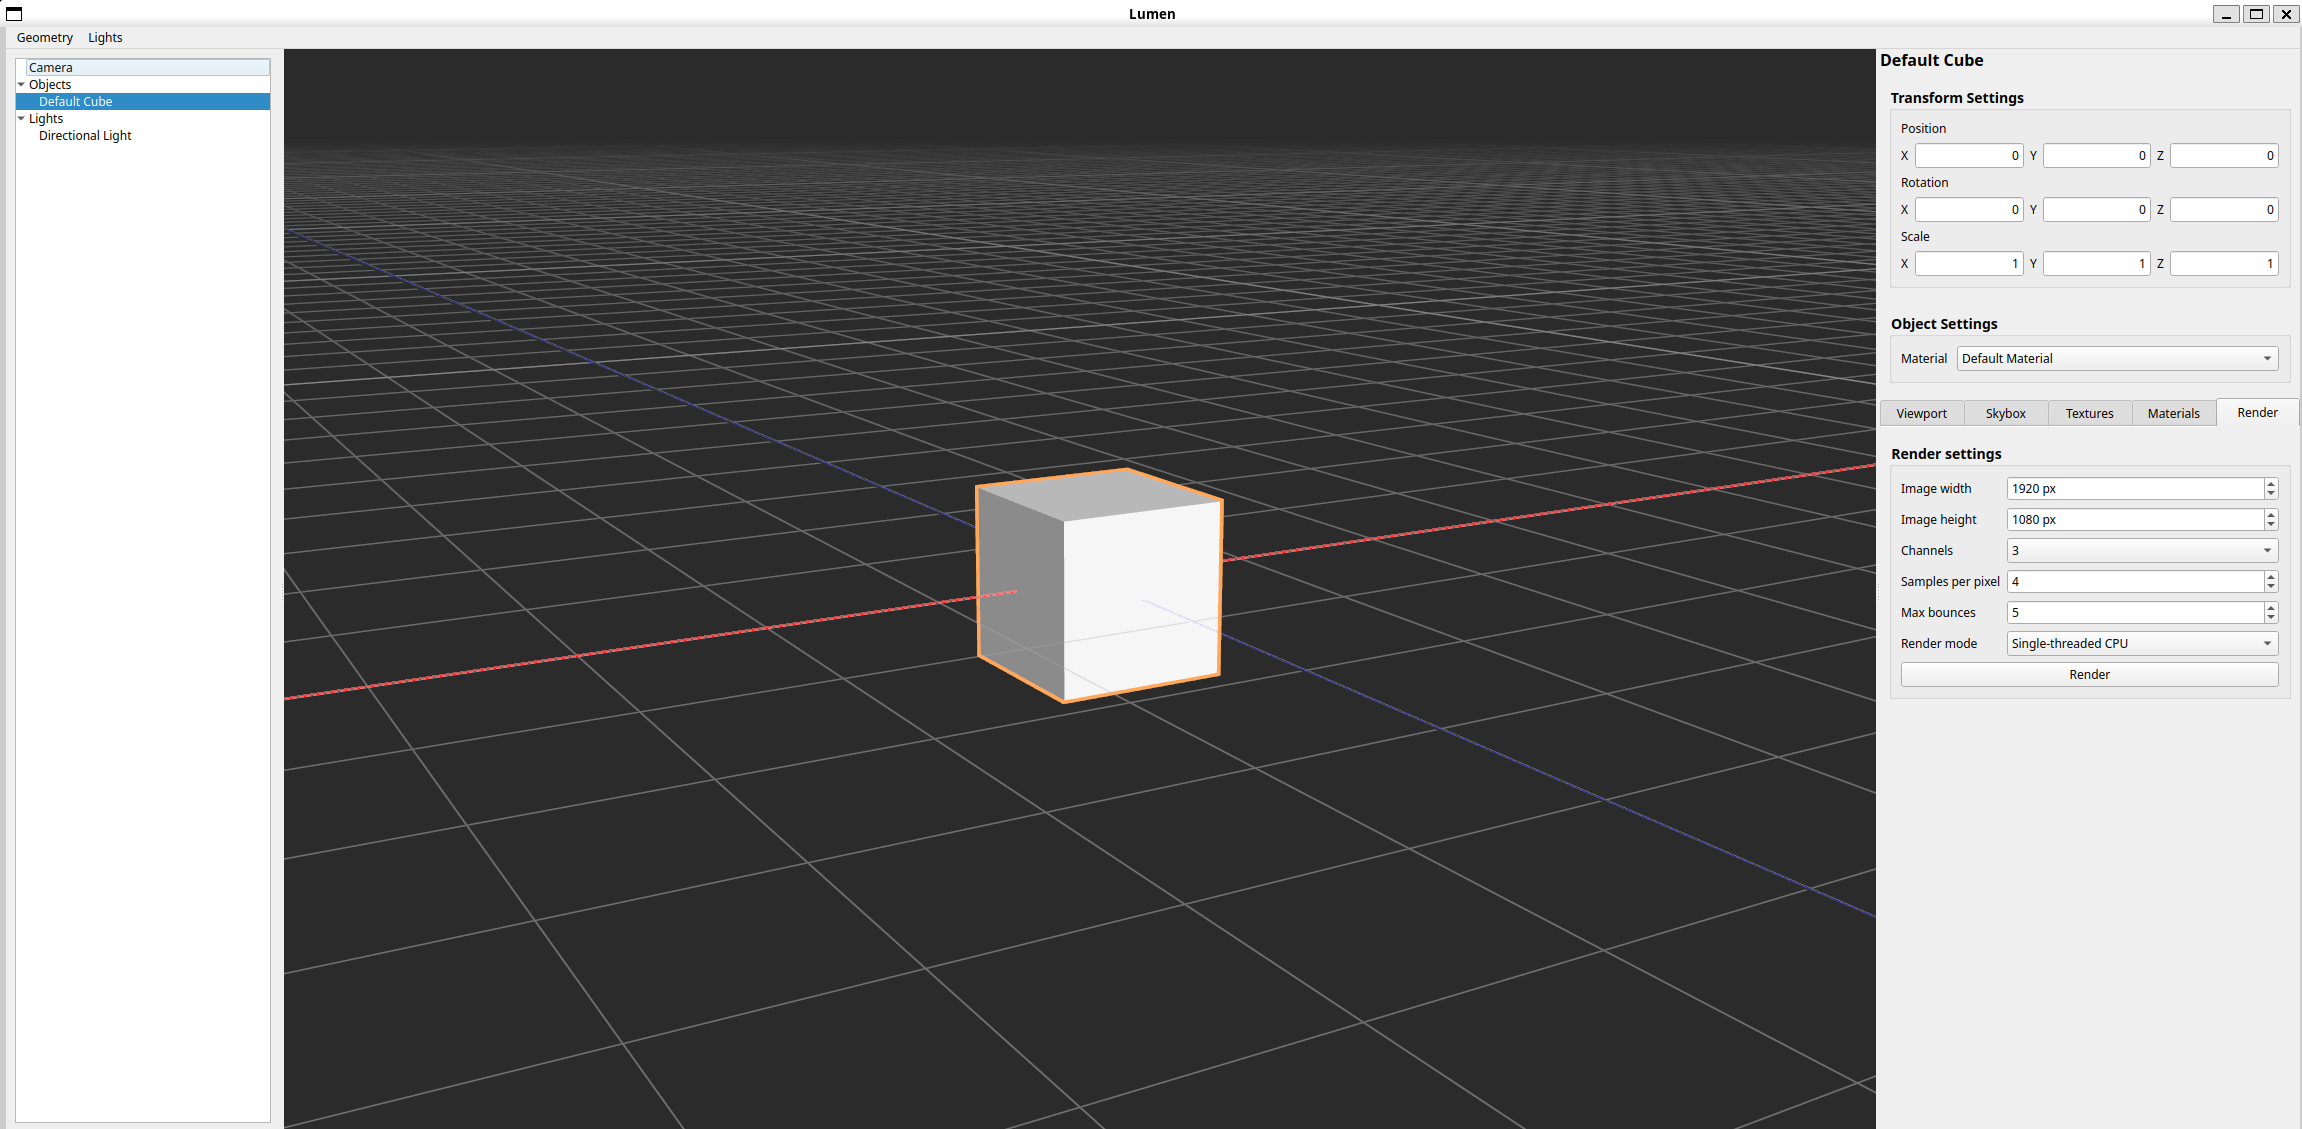 Lumen
Geometry Lights
Camera
Objects
Default Cube
Lights
Directional Light
Default Cube
Transform Settings
Position
X 0 Y 0 Z 0
Rotation
X 0 Y 0 Z 0
Scale
X 1 Y 1 Z 1
Object Settings
Material Default Material
Viewport Skybox Textures Materials Render
Render settings
Image width 1920 px
Image height 1080 px
Channels 3
Samples per pixel 4
Max bounces 5
Render mode Single-threaded CPU
Render